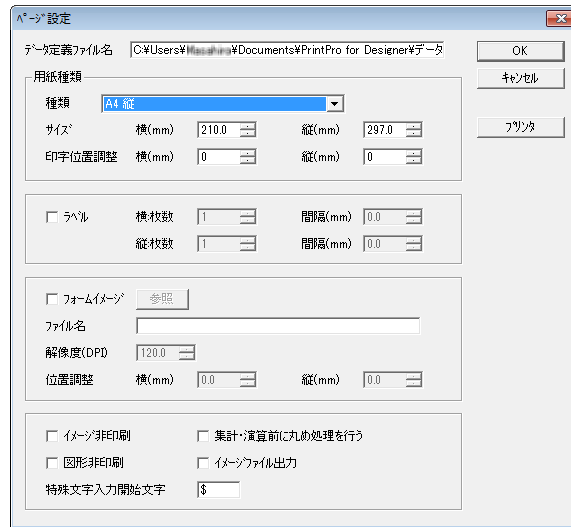 ページ設定
データ定義ファイル名 C:¥Users¥ ¥Documents¥PrintPro for Designer¥データ
OK
用紙種類
キャンセル
種類 A4 縦
サイズ 横(mm) 210.0 縦(mm) 297.0
プリンタ
印字位置調整 横(mm) 0 縦(mm) 0
ラベル 横:枚数 1 間隔(mm) 0.0
縦:枚数 1 間隔(mm) 0.0
フォームイメージ 参照
ファイル名
解像度(DPI) 120.0
位置調整 横(mm) 0.0 縦(mm) 0.0
イメージ非印刷 集計・演算前に丸め処理を行う
図形非印刷 イメージファイル出力
特殊文字入力開始文字 $